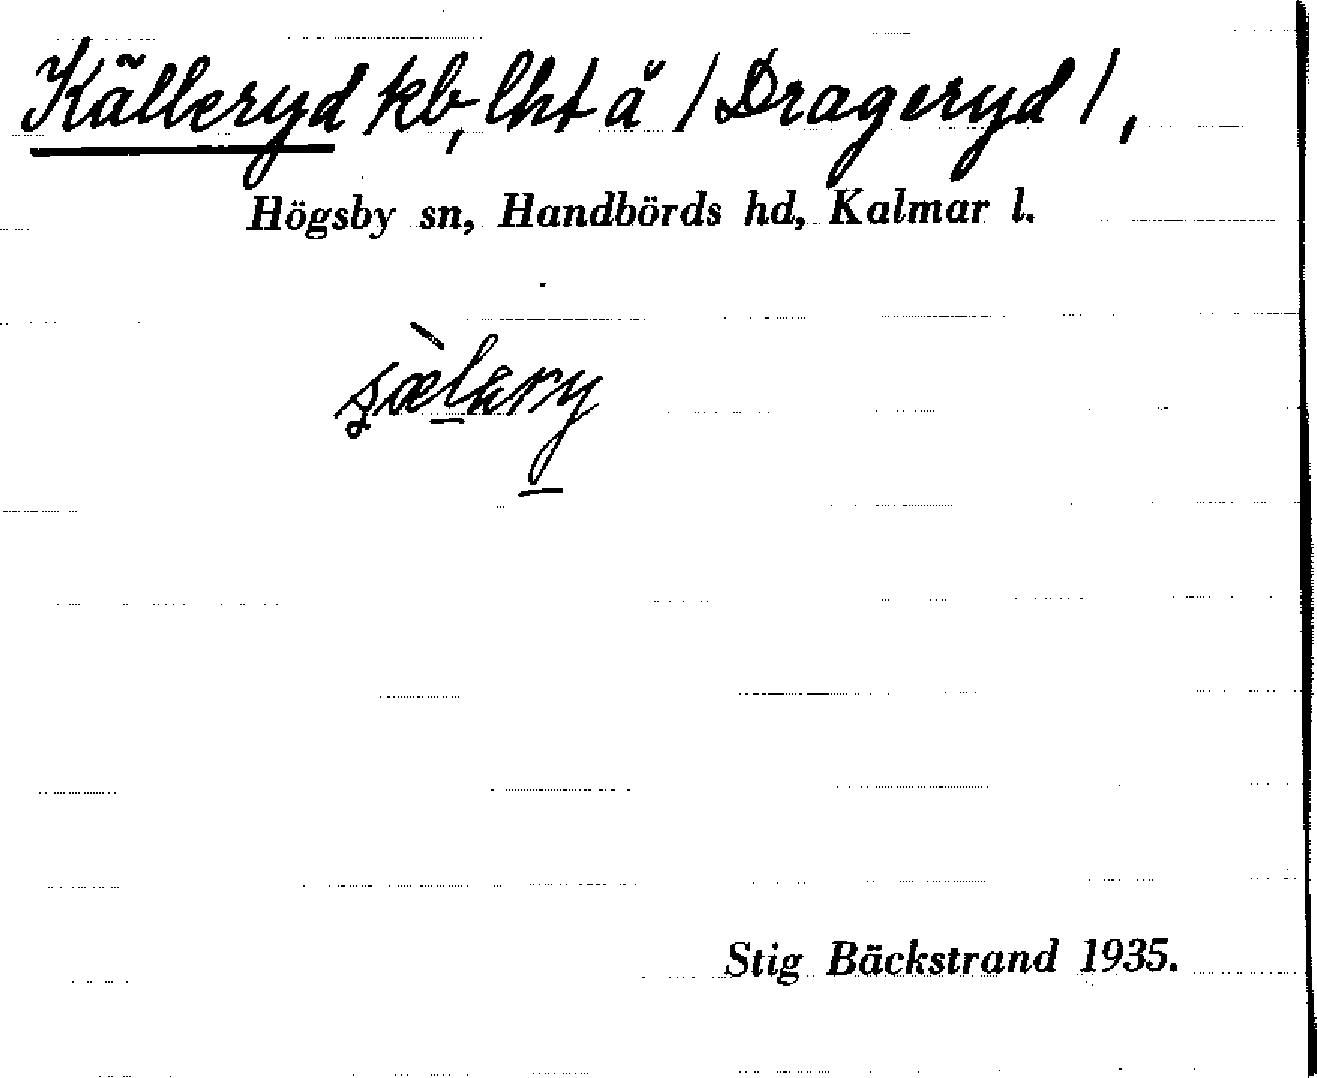 Källeryd kb, lht å /Drageryd/,
Högsby sn, Handbörds hd, Kalmar l.
Stig Bäckstrand 1935.